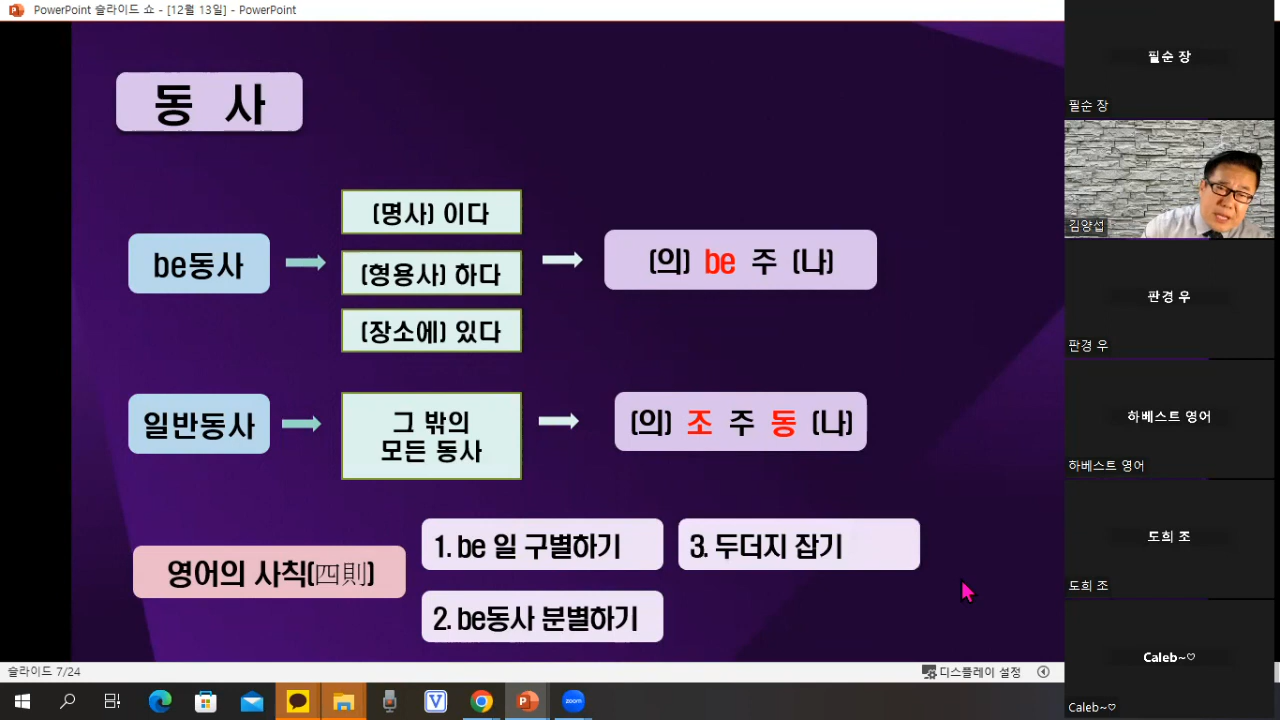 PowerPoint 슬라이드 쇼 - [12월 13일] - PowerPoint
동 사
be동사
(명사) 이다
(형용사) 하다
(장소에) 있다
(의) be 주 (나)
일반동사
그 밖의
모든 동사
(의) 조 주 동 (나)
영어의 사칙(四則)
1. be 일 구별하기
3. 두더지 잡기
2. be동사 분별하기
슬라이드 7/24
디스플레이 설정
필순 장
필순 장
김양섭
판경 우
판경 우
하베스트 영어
하베스트 영어
도희 조
도희 조
Caleb~♡
Caleb~♡
zoom